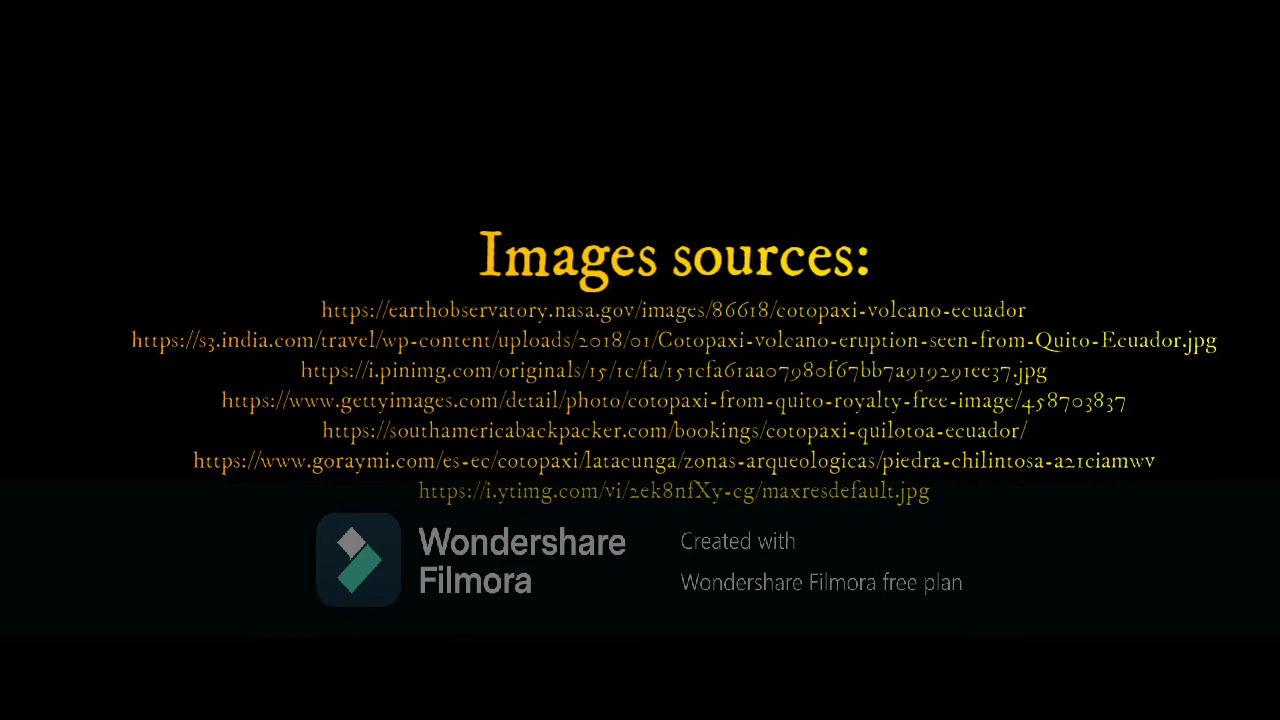 Images sources:
https://earthobservatory.nasa.gov/images/86618/cotopaxi-volcano-ecuador
https://s3.india.com/travel/wp-content/uploads/2018/01/Cotopaxi-volcano-eruption-seen-from-Quito-Ecuador.jpg
https://i.pinimg.com/originals/15/1c/fa/151cfa61aa07980f67bb7a919291ee37.jpg
https://www.gettyimages.com/detail/photo/cotopaxi-from-quito-royalty-free-image/458703837
https://southamericabackpacker.com/bookings/cotopaxi-quilotoa-ecuador/
https://www.goraymi.com/es-ec/cotopaxi/latacunga/zonas-arqueologicas/piedra-chilintosa-a21ciamwv
https://i.ytimg.com/vi/2ek8nfXy-cg/maxresdefault.jpg
Wondershare Filmora
Created with
Wondershare Filmora free plan